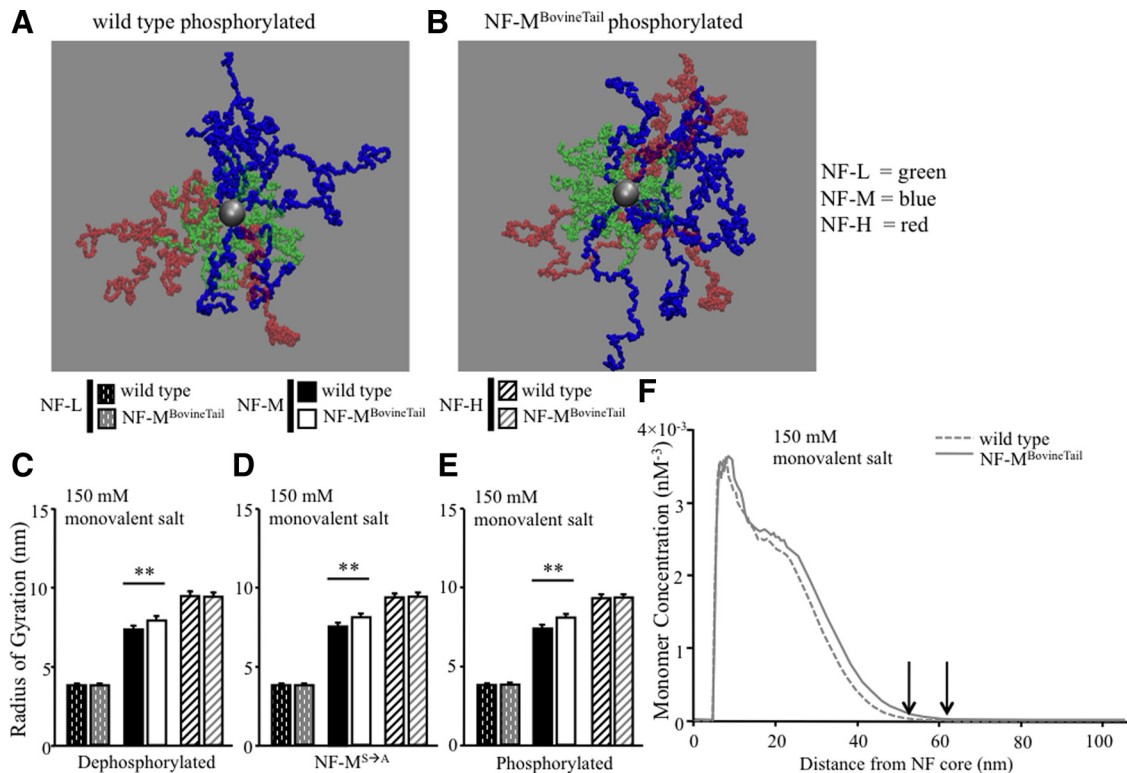 A
wild type phosphorylated
B
NF-M^BovineTail phosphorylated
NF-L = green
NF-M = blue
NF-H = red
NF-L
wild type
NF-M^BovineTail
NF-M
wild type
NF-M^BovineTail
NF-H
wild type
NF-M^BovineTail
C
150 mM
monovalent salt
Radius of Gyration (nm)
15
10
5
0
**
Dephosphorylated
D
150 mM
monovalent salt
15
10
5
0
**
NF-M^S→A
E
150 mM
monovalent salt
15
10
5
0
**
Phosphorylated
F
150 mM
monovalent salt
wild type
NF-M^BovineTail
Monomer Concentration (nM^-3)
4×10^-3
3
2
1
0
0
20
40
60
80
100
Distance from NF core (nm)